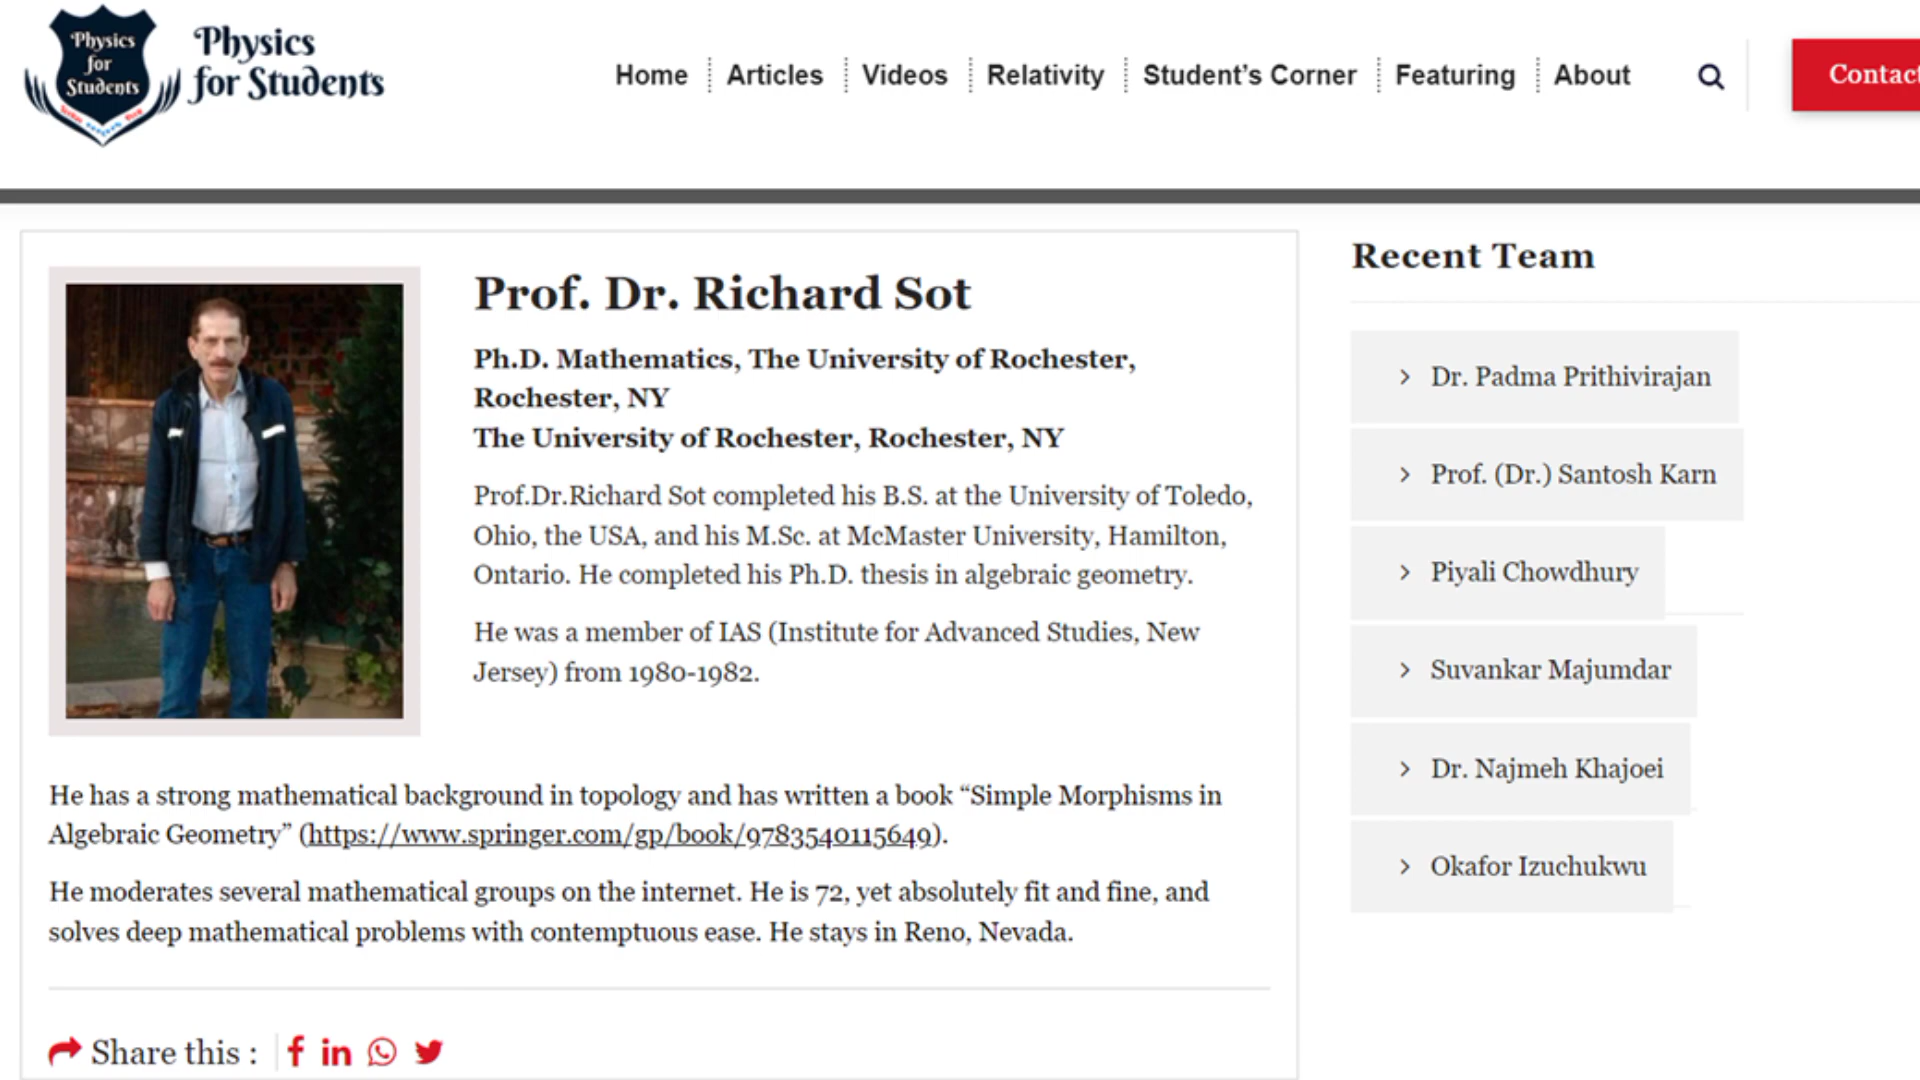 Physics
for
Students
Physics
for Students
Home
Articles
Videos
Relativity
Student's Corner
Featuring
About
Contact
Prof. Dr. Richard Sot
Ph.D. Mathematics, The University of Rochester,
Rochester, NY
The University of Rochester, Rochester, NY
Prof.Dr.Richard Sot completed his B.S. at the University of Toledo,
Ohio, the USA, and his M.Sc. at McMaster University, Hamilton,
Ontario. He completed his Ph.D. thesis in algebraic geometry.
He was a member of IAS (Institute for Advanced Studies, New
Jersey) from 1980-1982.
He has a strong mathematical background in topology and has written a book “Simple Morphisms in
Algebraic Geometry” (https://www.springer.com/gp/book/9783540115649).
He moderates several mathematical groups on the internet. He is 72, yet absolutely fit and fine, and
solves deep mathematical problems with contemptuous ease. He stays in Reno, Nevada.
Share this :
Recent Team
Dr. Padma Prithivirajan
Prof. (Dr.) Santosh Karn
Piyali Chowdhury
Suvankar Majumdar
Dr. Najmeh Khajoei
Okafor Izuchukwu